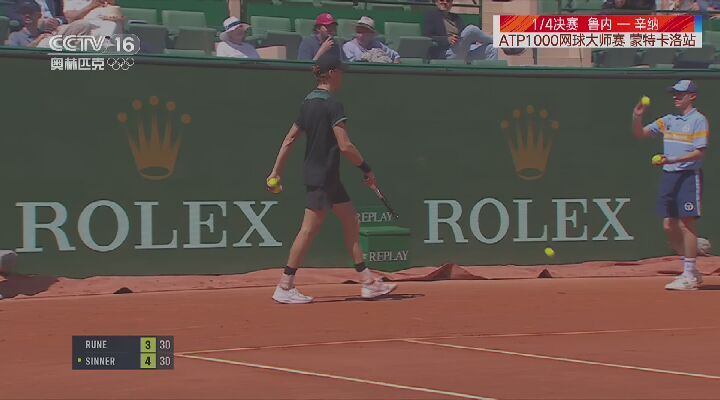 CCTV 16
奥林匹克
1/4决赛 鲁内 — 辛纳
ATP1000网球大师赛 蒙特卡洛站
ROLEX
ROLEX
REPLAY
REPLAY
RUNE 3 30
SINNER 4 30